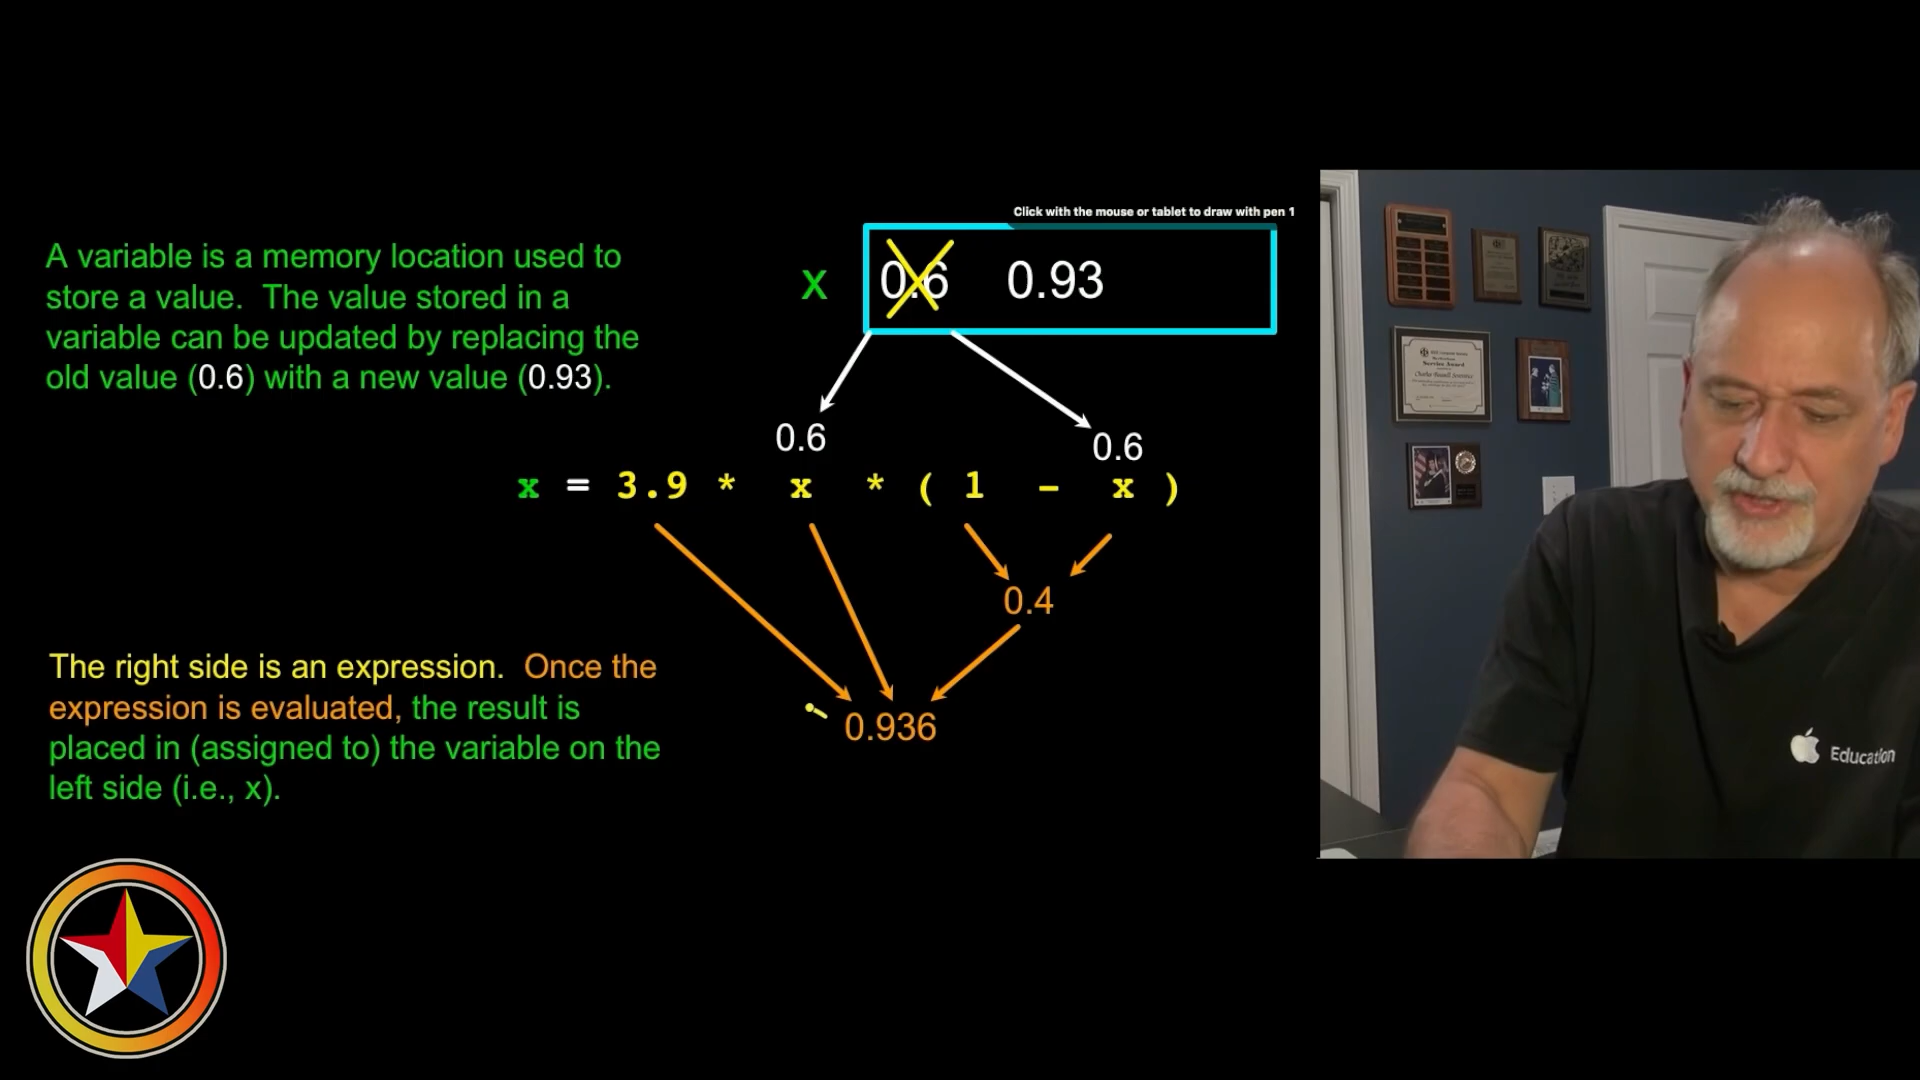 Click with the mouse or tablet to draw with pen 1
A variable is a memory location used to
store a value. The value stored in a
variable can be updated by replacing the
old value (0.6) with a new value (0.93).
x 0.6 0.93
0.6 0.6
x = 3.9 * x * ( 1 - x )
0.4
0.936
The right side is an expression. Once the
expression is evaluated, the result is
placed in (assigned to) the variable on the
left side (i.e., x).
Service Award
Education